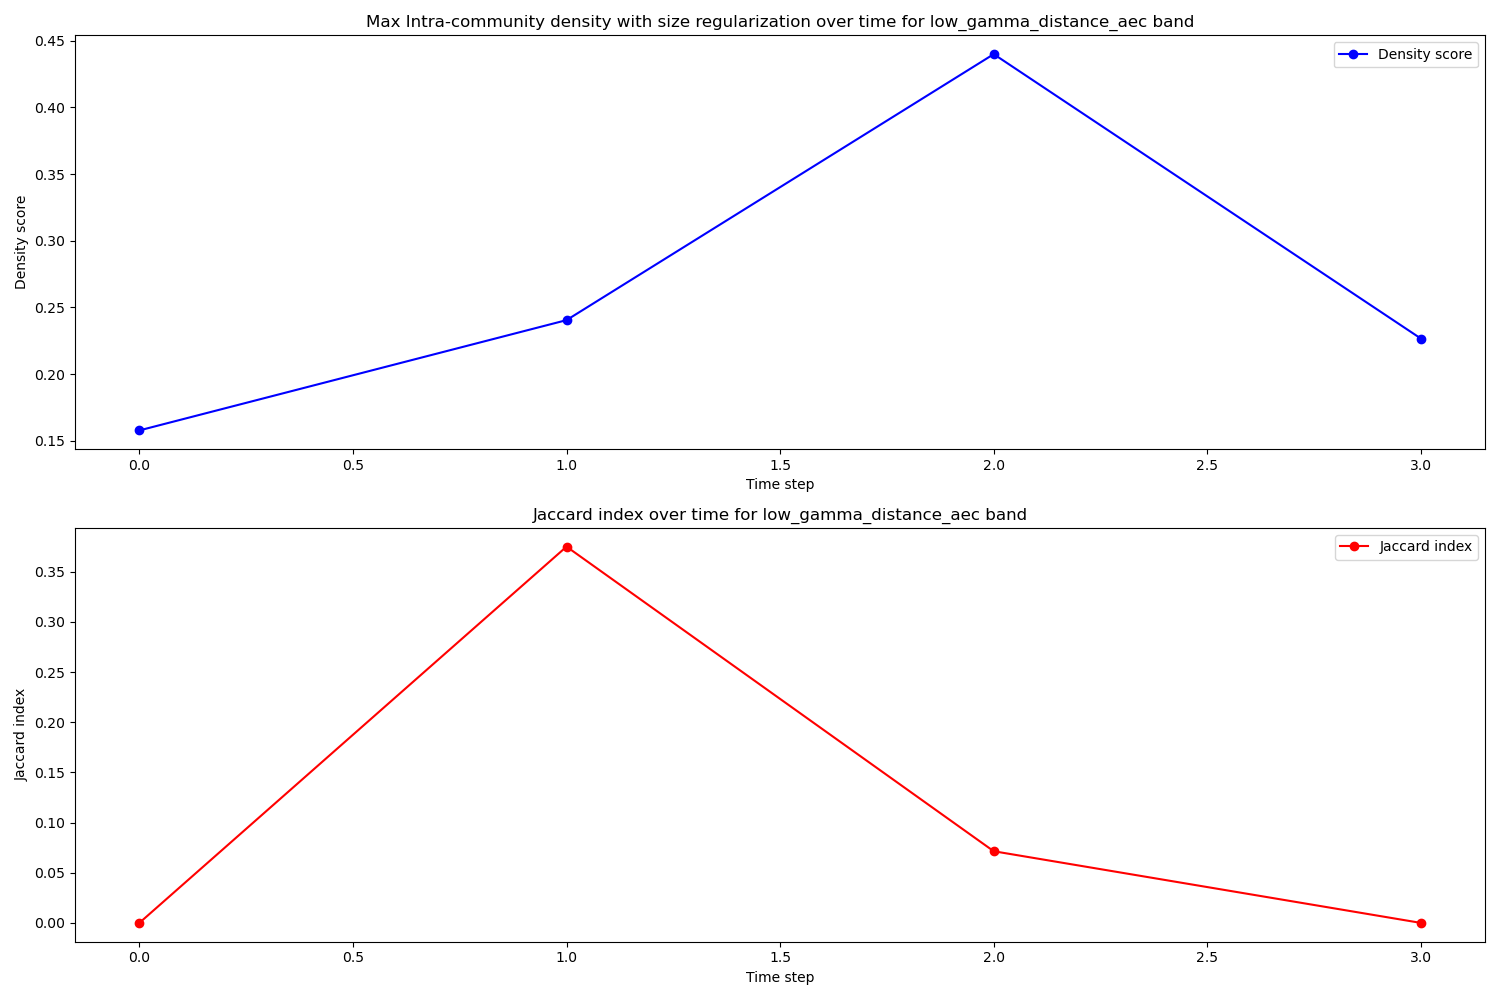 Max Intra-community density with size regularization over time for low_gamma_distance_aec band
0.45
0.40
0.35
0.30
0.25
0.20
0.15
Density score
Density score
0.0 0.5 1.0 1.5 2.0 2.5 3.0
Time step
Jaccard index over time for low_gamma_distance_aec band
0.35
0.30
0.25
0.20
0.15
0.10
0.05
0.00
Jaccard index
Jaccard index
0.0 0.5 1.0 1.5 2.0 2.5 3.0
Time step